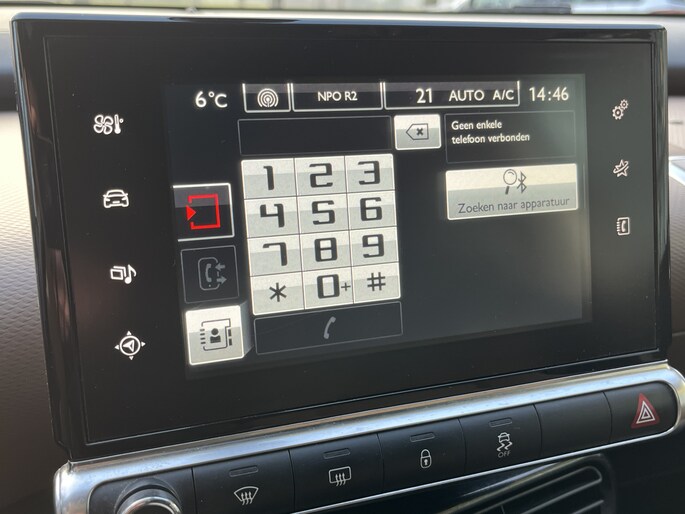 6°C NPO R2 21 AUTO A/C 14:46
Geen enkele
telefoon verbonden
1 2 3
4 5 6
7 8 9
* 0+ #
Zoeken naar apparatuur
OFF